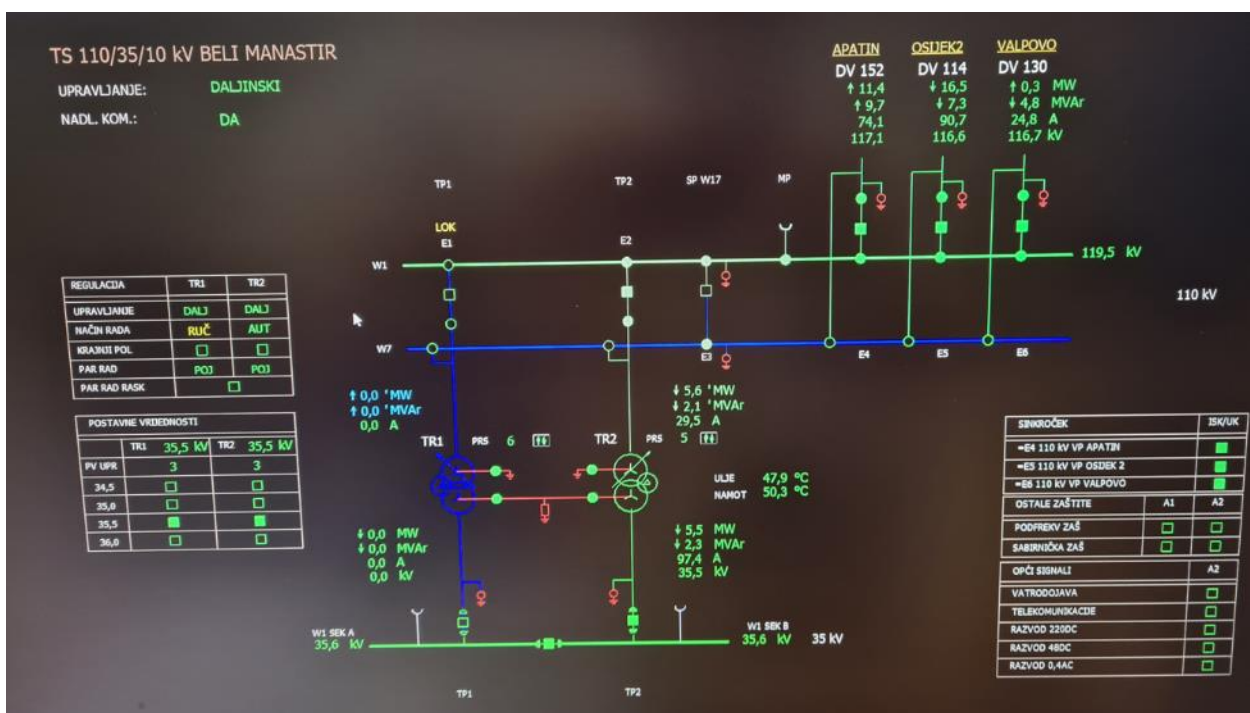 TS 110/35/10 kV BELI MANASTIR
UPRAVLJANJE: DALJINSKI
NADL. KOM.: DA
APATIN OSIJEK2 VALPOVO
DV 152 DV 114 DV 130
↑ 11,4 ↓ 16,5 ↑ 0,3 MW
↑ 9,7 ↓ 7,3 ↓ 4,8 MVAr
74,1 90,7 24,8 A
117,1 116,6 116,7 kV
TP1 TP2 SP W17 MP
LOK
E1 E2
W1 119,5 kV
110 kV
W7 E3 E4 E5 E6
REGULACIJA TR1 TR2
UPRAVLJANJE DALJ DALJ
NAČIN RADA RUČ AUT
KRAJNJI POL
PAR RAD POJ POJ
PAR RAD RASK
↑ 0,0 'MW
↑ 0,0 'MVAr
0,0 A
↓ 5,6 'MW
↓ 2,1 'MVAr
29,5 A
TR1 PRS 6 TR2 PRS 5
ULJE 47,9 °C
NAMOT 50,3 °C
POSTAVNE VRIJEDNOSTI
TR1 35,5 kV TR2 35,5 kV
PV UPR 3 3
34,5
35,0
35,5
36,0
↓ 0,0 MW
↓ 0,0 MVAr
0,0 A
0,0 kV
↓ 5,5 MW
↓ 2,3 MVAr
97,4 A
35,5 kV
SINKROČEK ISK/UK
=E4 110 kV VP APATIN
=E5 110 kV VP OSIJEK 2
=E6 110 kV VP VALPOVO
OSTALE ZAŠTITE A1 A2
PODFREKV ZAŠ
SABIRNIČKA ZAŠ
OPĆI SIGNALI A2
VATRODOJAVA
TELEKOMUNIKACIJE
RAZVOD 220DC
RAZVOD 48DC
RAZVOD 0,4AC
W1 SEK A
35,6 kV
W1 SEK B
35,6 kV 35 kV
TP1 TP2